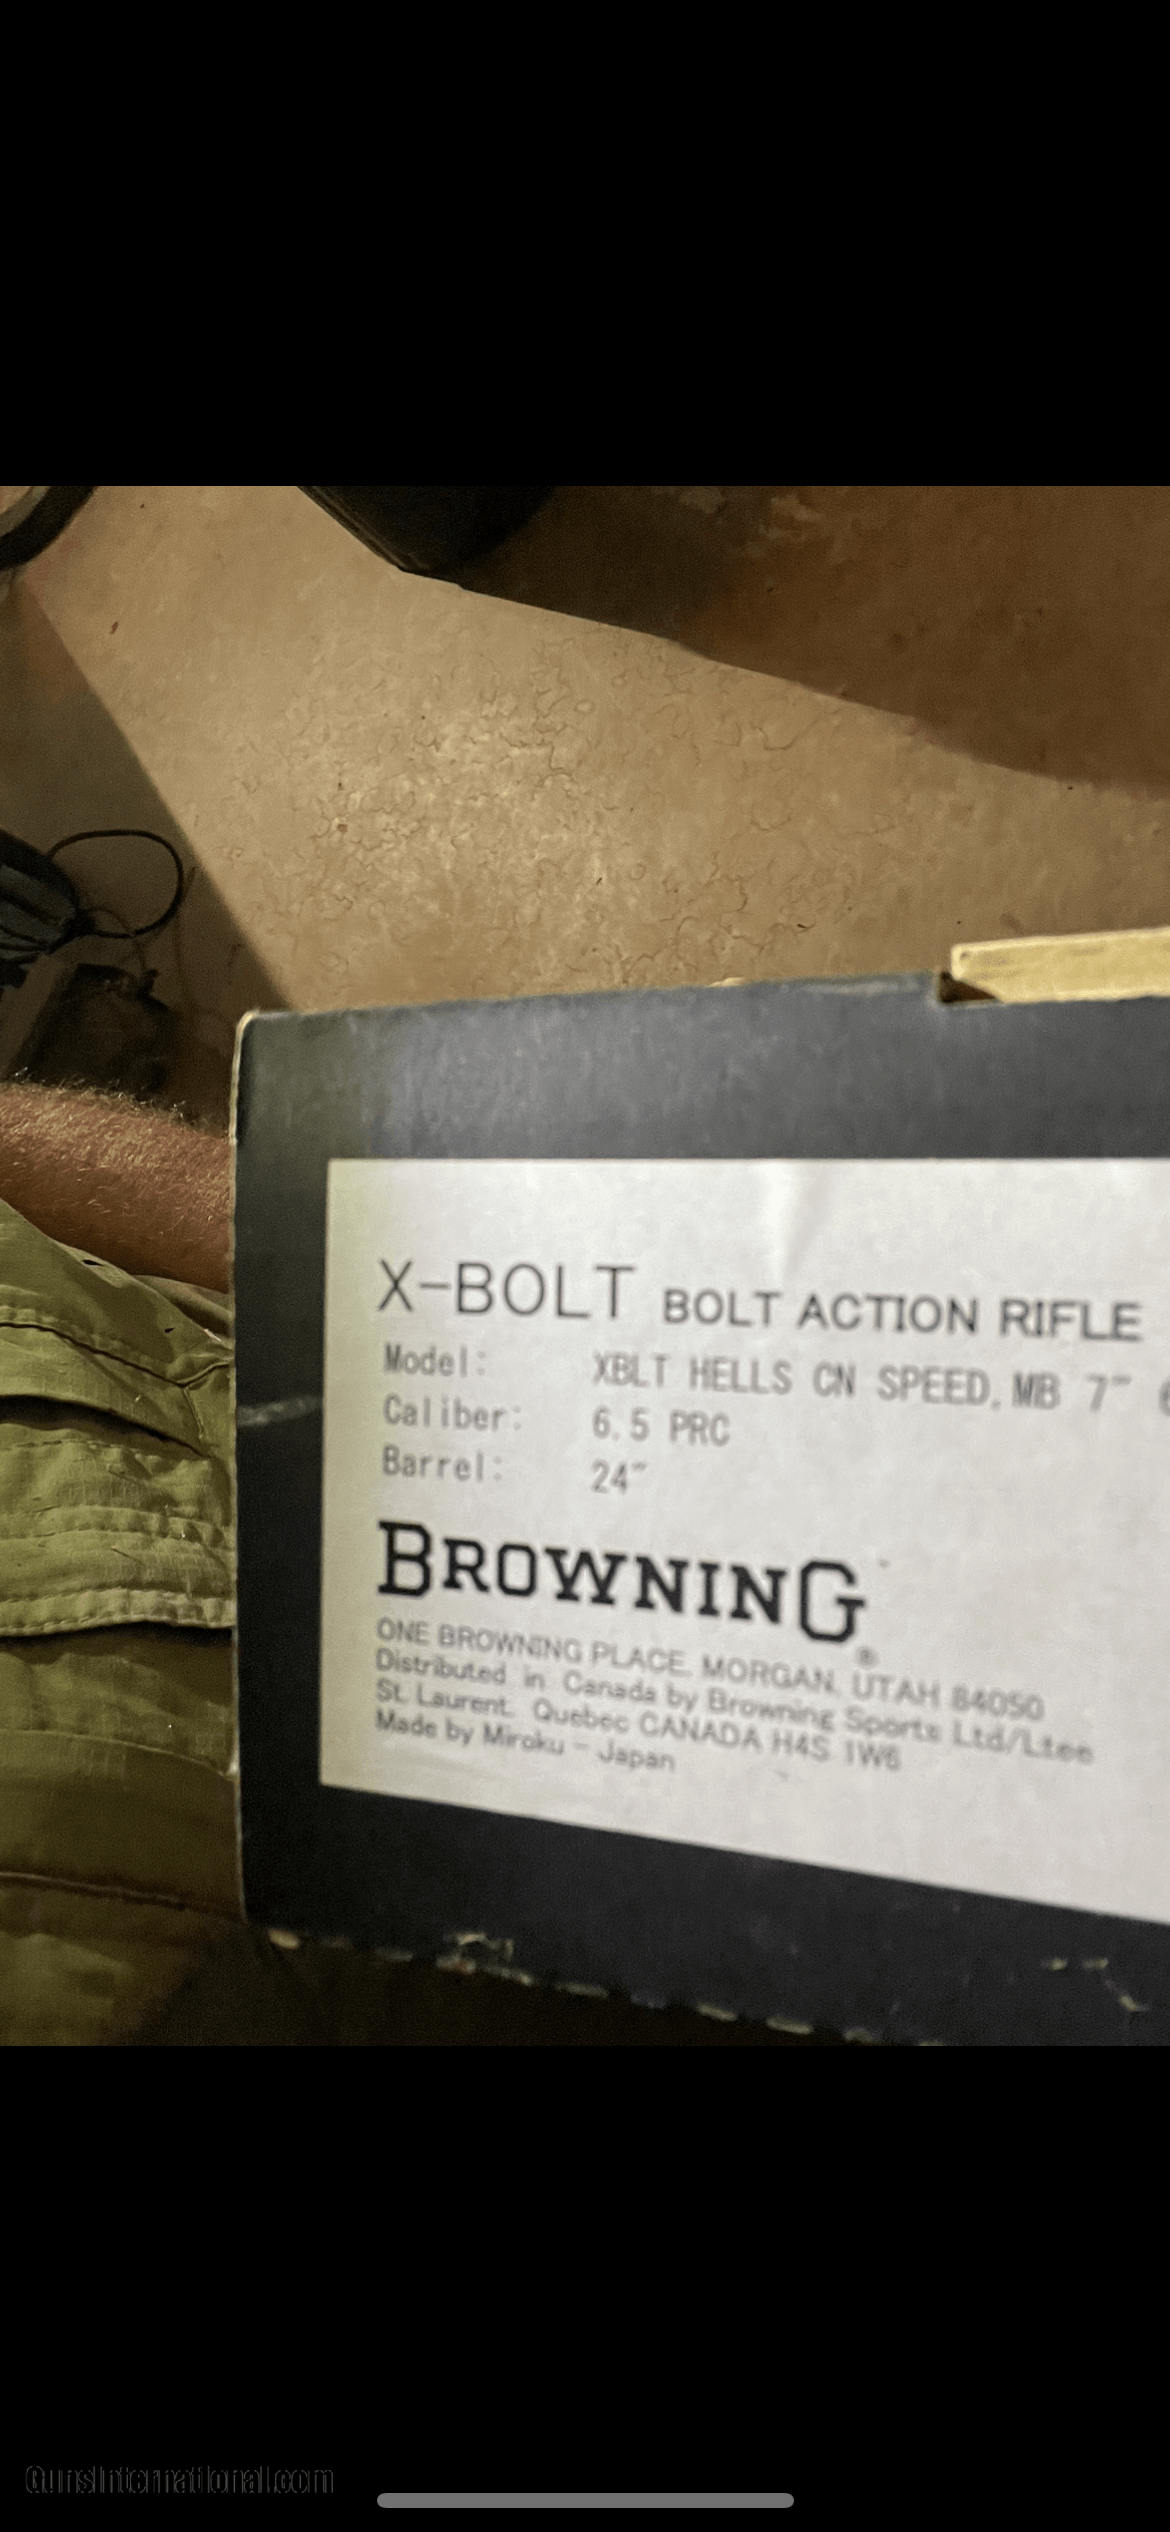 X-BOLT BOLT ACTION RIFLE
Model: XBLT HELLS CN SPEED, MB 7"
Caliber: 6.5 PRC
Barrel: 24"
BROWNING®
ONE BROWNING PLACE, MORGAN, UTAH 84050
Distributed in Canada by Browning Sports Ltd/Ltee
St. Laurent, Quebec CANADA H4S 1W6
Made by Miroku - Japan
GunsInternational.com